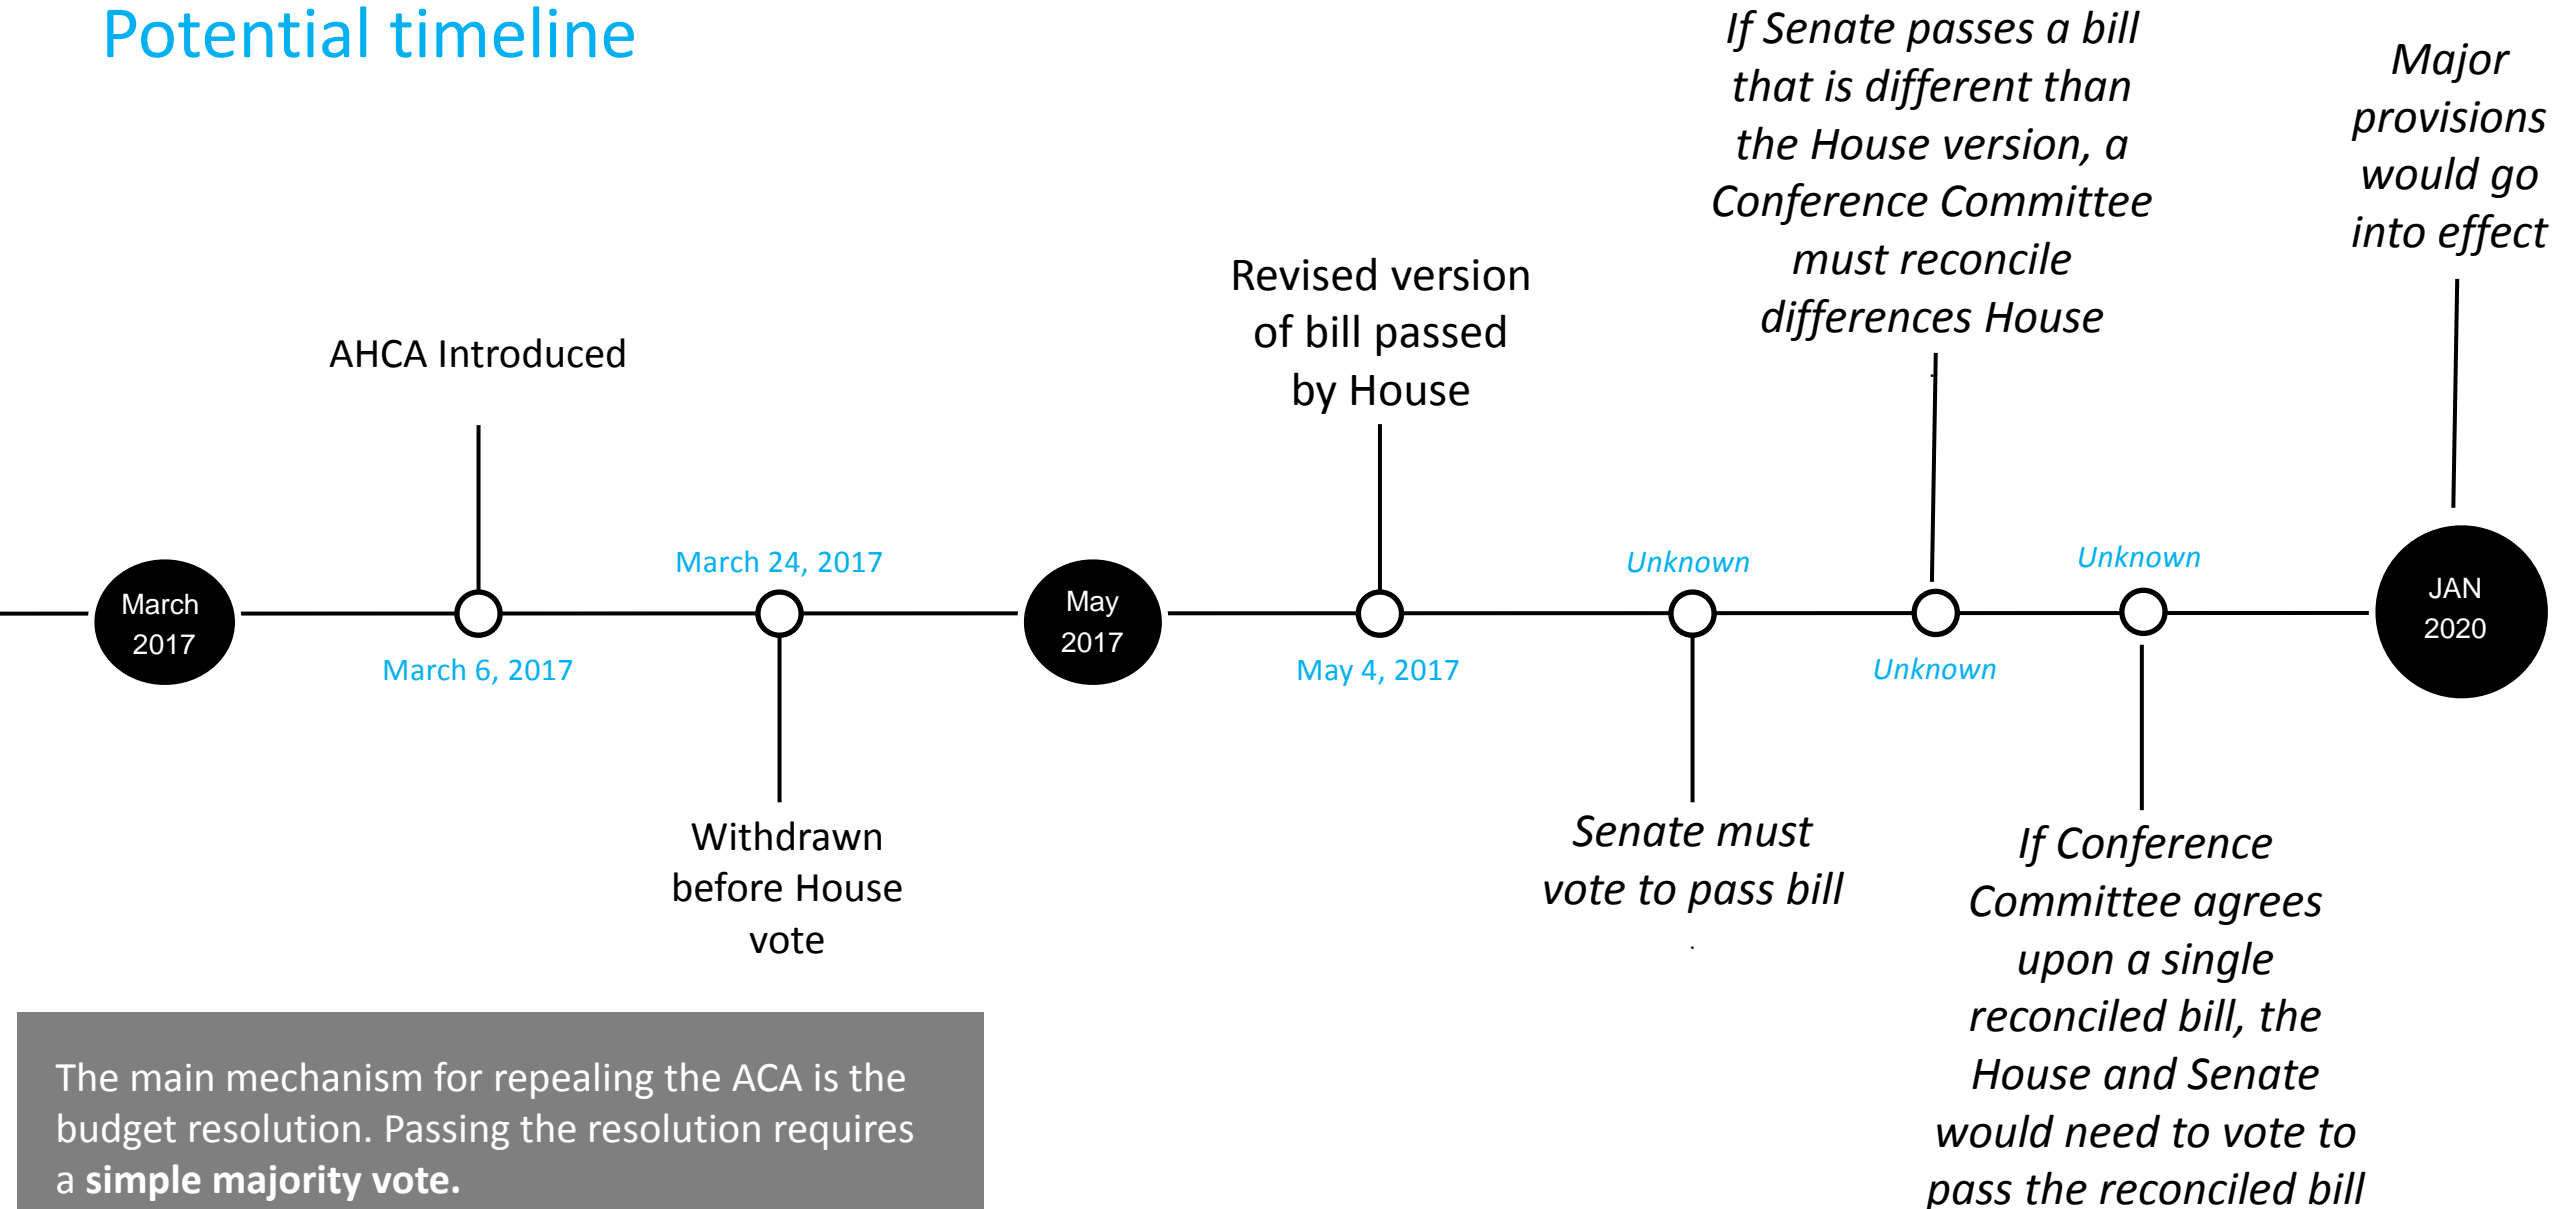 Potential timeline
If Senate passes a bill
that is different than
the House version, a
Conference Committee
must reconcile
differences House
.
Major
provisions
would go
into effect
Revised version
of bill passed
by House
AHCA Introduced
March 24, 2017
Unknown
Unknown
March
2017
May
2017
JAN
2020
March 6, 2017
May 4, 2017
Unknown
Withdrawn
before House
vote
Senate must
vote to pass bill
.
If Conference
Committee agrees
upon a single
reconciled bill, the
House and Senate
would need to vote to
pass the reconciled bill
The main mechanism for repealing the ACA is the
budget resolution. Passing the resolution requires
a simple majority vote.